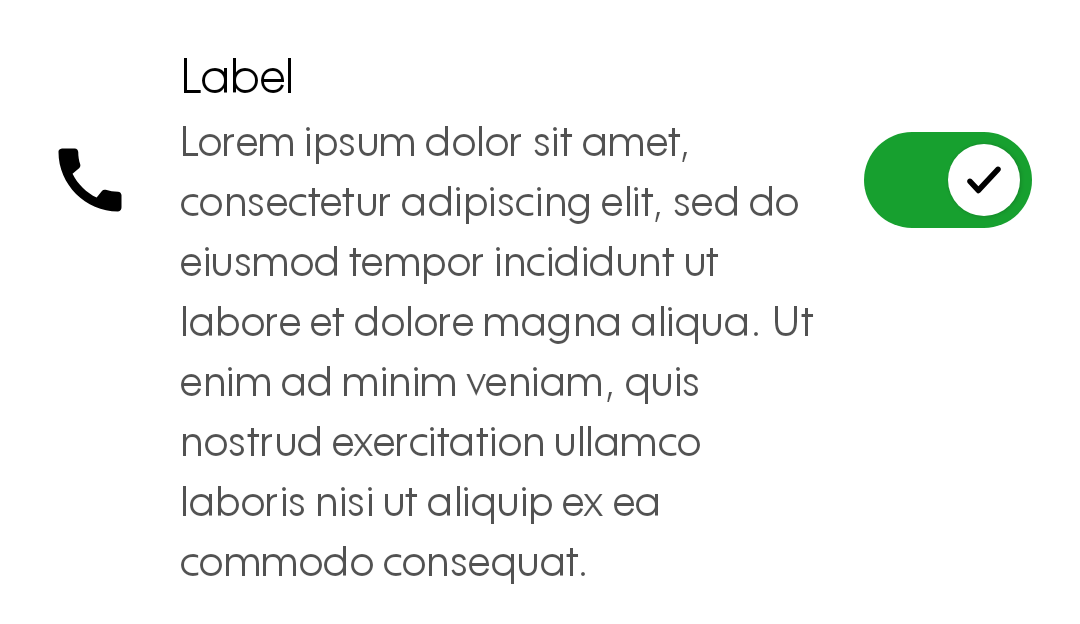 Label
Lorem ipsum dolor sit amet,
consectetur adipiscing elit, sed do
eiusmod tempor incididunt ut
labore et dolore magna aliqua. Ut
enim ad minim veniam, quis
nostrud exercitation ullamco
laboris nisi ut aliquip ex ea
commodo consequat.